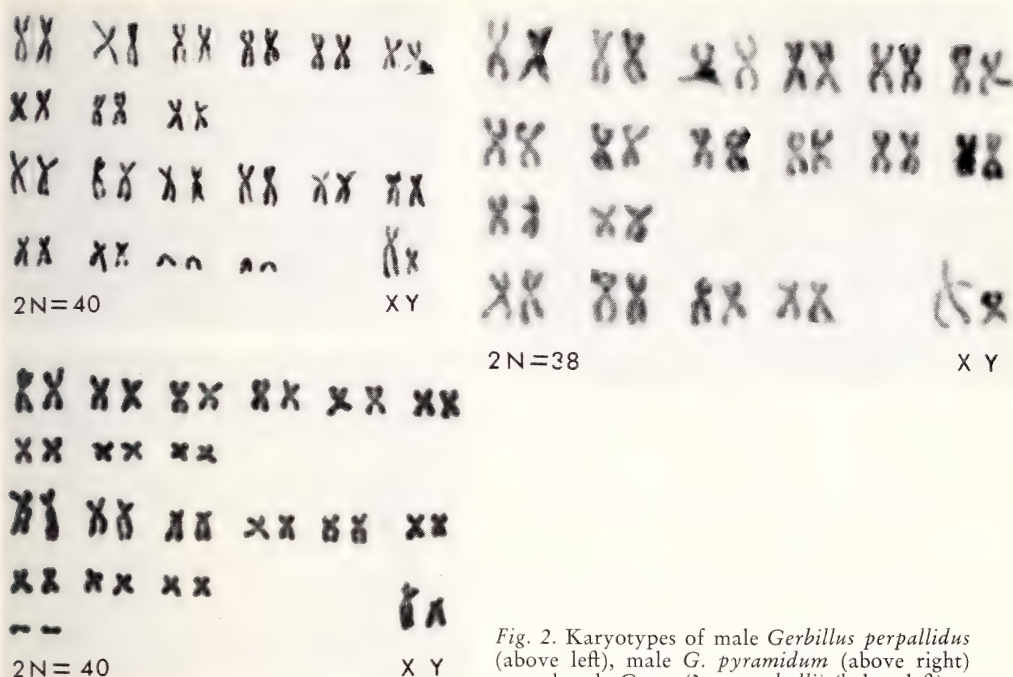 2N=40 X Y
2N=38 X Y
2N=40 X Y
Fig. 2. Karyotypes of male Gerbillus perpallidus
(above left), male G. pyramidum (above right)